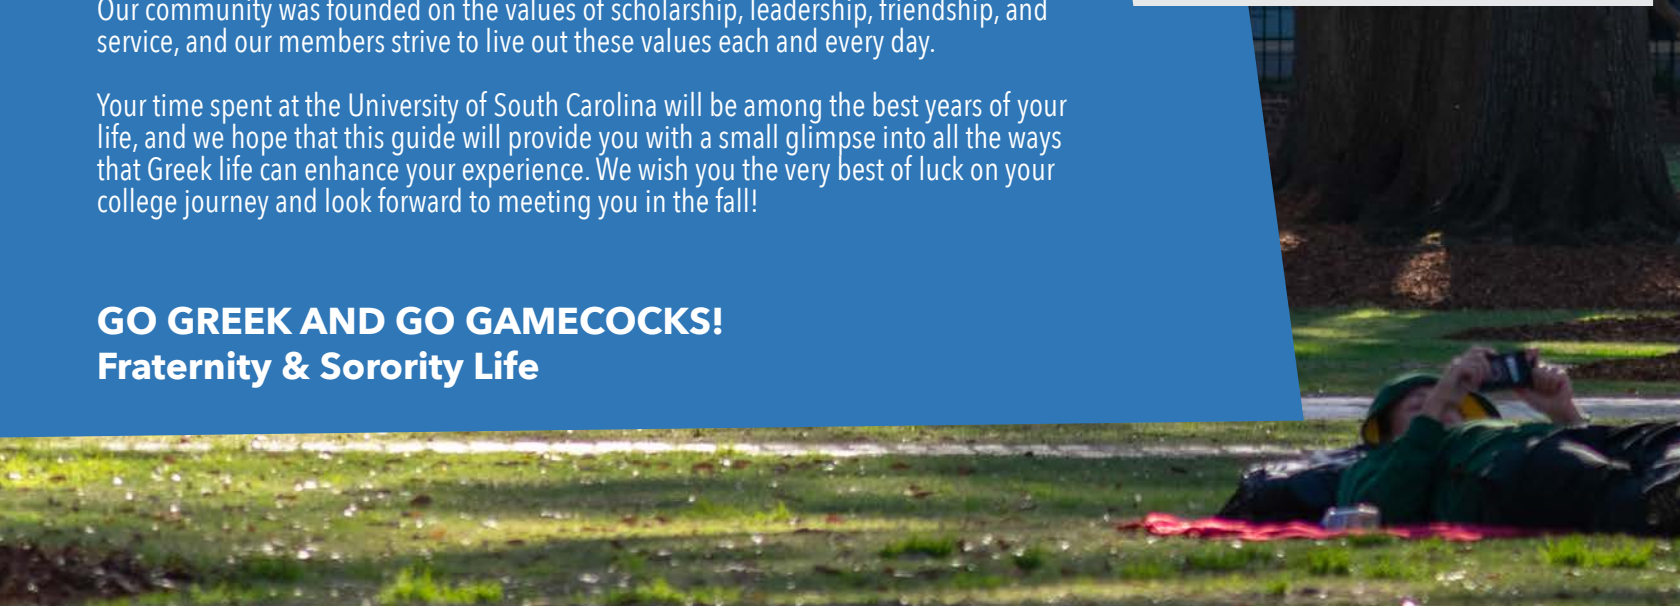 Our community was founded on the values of scholarship, leadership, friendship, and
service, and our members strive to live out these values each and every day.
Your time spent at the University of South Carolina will be among the best years of your
life, and we hope that this guide will provide you with a small glimpse into all the ways
that Greek life can enhance your experience. We wish you the very best of luck on your
college journey and look forward to meeting you in the fall!
GO GREEK AND GO GAMECOCKS!
Fraternity & Sorority Life